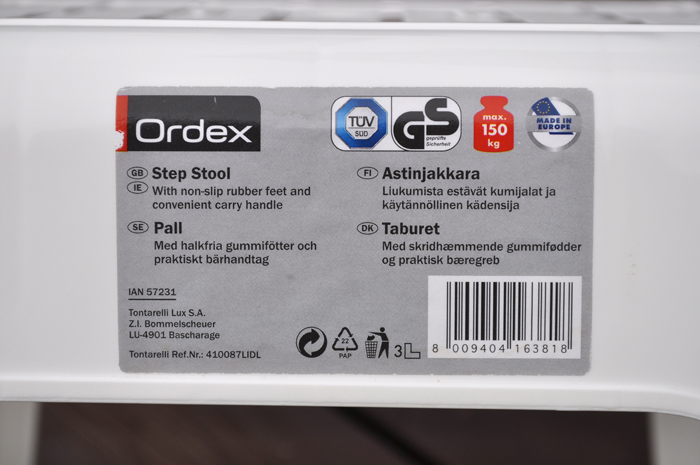 Ordex
TÜV
SÜD
GS
geprüfte
Sicherheit
max.
150
kg
MADE IN
EUROPE
GB Step Stool
IE With non-slip rubber feet and
convenient carry handle
SE Pall
Med halkfria gummifötter och
praktiskt bärhandtag
FI Astinjakkara
Liukumista estävät kumijalat ja
käytännöllinen kädensija
DK Taburet
Med skridhæmmende gummifødder
og praktisk bæregreb
IAN 57231
Tontarelli Lux S.A.
Z.I. Bommelscheuer
LU-4901 Bascharage
Tontarelli Ref.Nr.: 410087LIDL
22
PAP
3L
8 009404 163818